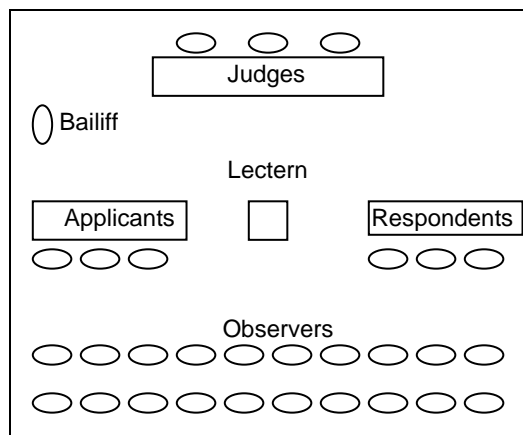 Judges
Bailiff
Lectern
Applicants
Respondents
Observers